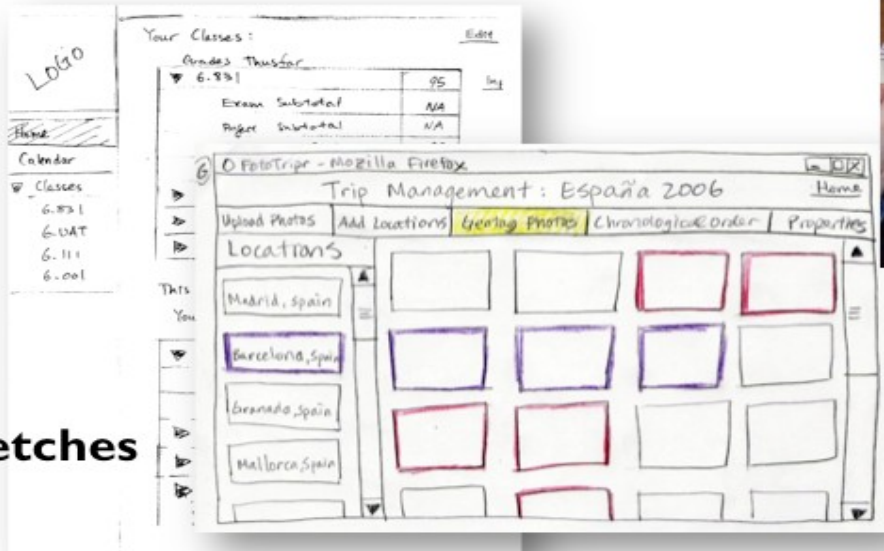 LOGO
Home
Calendar
Classes
6.831
6.UAT
6.111
6.001
Your Classes:
Edit
Grades Thusfar
6.831
95
Exam Subtotal
NA
Project Subtotal
NA
This
You
etches
6
FotoTripr - Mozilla Firefox
Trip Management: España 2006
Home
Upload Photos
Add Locations
Geotag Photos
Chronological order
Properties
Locations
Madrid, Spain
Barcelona, Spain
Granada, Spain
Mallorca, Spain